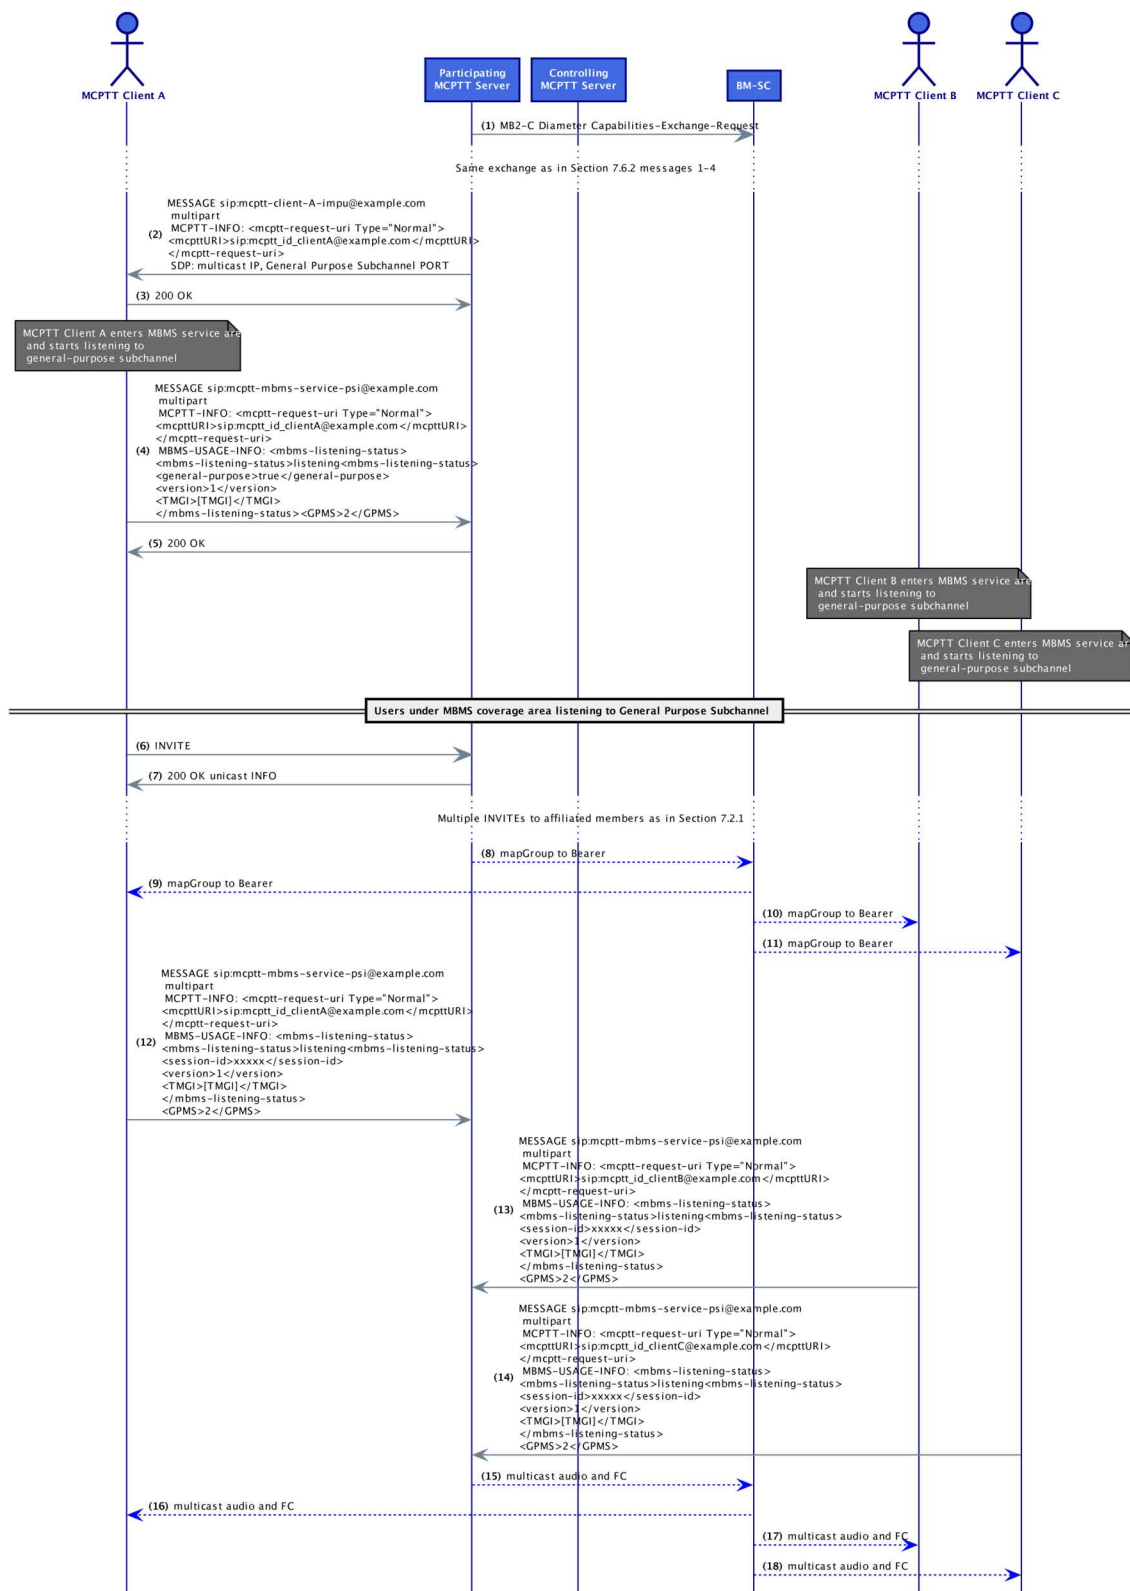 MCPTT Client A
Participating
MCPTT Server
Controlling
MCPTT Server
BM-SC
MCPTT Client B
MCPTT Client C
(1) MB2-C Diameter Capabilities-Exchange-Request
Same exchange as in Section 7.6.2 messages 1-4
MESSAGE sip:mcptt-client-A-impu@example.com
multipart
MCPTT-INFO: <mcptt-request-uri Type="Normal">
(2) <mcpttURI>sip:mcptt_id_clientA@example.com</mcpttURI>
</mcptt-request-uri>
SDP: multicast IP, General Purpose Subchannel PORT
(3) 200 OK
MCPTT Client A enters MBMS service are
and starts listening to
general-purpose subchannel
MESSAGE sip:mcptt-mbms-service-psi@example.com
multipart
MCPTT-INFO: <mcptt-request-uri Type="Normal">
<mcpttURI>sip:mcptt_id_clientA@example.com</mcpttURI>
</mcptt-request-uri>
(4) MBMS-USAGE-INFO: <mbms-listening-status>
<mbms-listening-status>listening<mbms-listening-status>
<general-purpose>true</general-purpose>
<version>1</version>
<TMGI>[TMGI]</TMGI>
</mbms-listening-status><GPMS>2</GPMS>
(5) 200 OK
MCPTT Client B enters MBMS service are
and starts listening to
general-purpose subchannel
MCPTT Client C enters MBMS service ar
and starts listening to
general-purpose subchannel
Users under MBMS coverage area listening to General Purpose Subchannel
(6) INVITE
(7) 200 OK unicast INFO
Multiple INVITEs to affiliated members as in Section 7.2.1
(8) mapGroup to Bearer
(9) mapGroup to Bearer
(10) mapGroup to Bearer
(11) mapGroup to Bearer
MESSAGE sip:mcptt-mbms-service-psi@example.com
multipart
MCPTT-INFO: <mcptt-request-uri Type="Normal">
<mcpttURI>sip:mcptt_id_clientA@example.com</mcpttURI>
</mcptt-request-uri>
MBMS-USAGE-INFO: <mbms-listening-status>
(12) <mbms-listening-status>listening<mbms-listening-status>
<session-id>xxxxx</session-id>
<version>1</version>
<TMGI>[TMGI]</TMGI>
</mbms-listening-status>
<GPMS>2</GPMS>
MESSAGE sip:mcptt-mbms-service-psi@example.com
multipart
MCPTT-INFO: <mcptt-request-uri Type="Normal">
<mcpttURI>sip:mcptt_id_clientB@example.com</mcpttURI>
</mcptt-request-uri>
MBMS-USAGE-INFO: <mbms-listening-status>
(13) <mbms-listening-status>listening<mbms-listening-status>
<session-id>xxxxx</session-id>
<version>1</version>
<TMGI>[TMGI]</TMGI>
</mbms-listening-status>
<GPMS>2</GPMS>
MESSAGE sip:mcptt-mbms-service-psi@example.com
multipart
MCPTT-INFO: <mcptt-request-uri Type="Normal">
<mcpttURI>sip:mcptt_id_clientC@example.com</mcpttURI>
</mcptt-request-uri>
MBMS-USAGE-INFO: <mbms-listening-status>
(14) <mbms-listening-status>listening<mbms-listening-status>
<session-id>xxxxx</session-id>
<version>1</version>
<TMGI>[TMGI]</TMGI>
</mbms-listening-status>
<GPMS>2</GPMS>
(15) multicast audio and FC
(16) multicast audio and FC
(17) multicast audio and FC
(18) multicast audio and FC